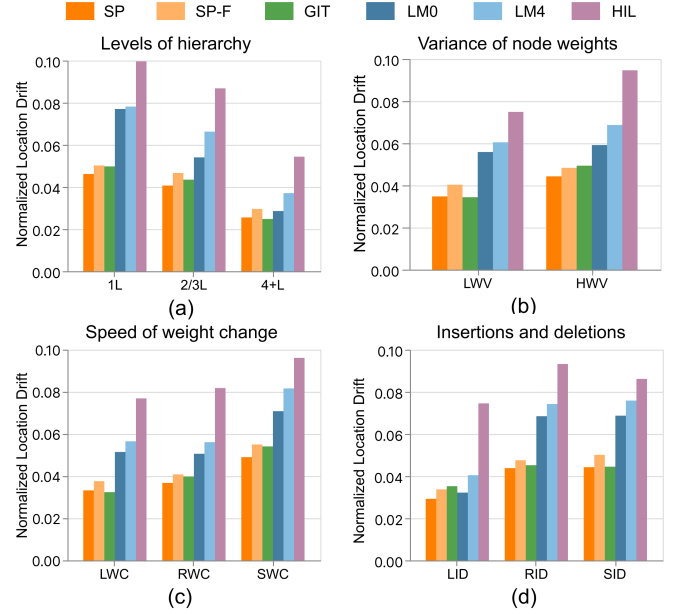 SP SP-F GIT LM0 LM4 HIL
Levels of hierarchy
Normalized Location Drift
0.10
0.08
0.06
0.04
0.02
0.00
1L 2/3L 4+L
(a)
Variance of node weights
Normalized Location Drift
0.10
0.08
0.06
0.04
0.02
0.00
LWV HWV
(b)
Speed of weight change
Normalized Location Drift
0.10
0.08
0.06
0.04
0.02
0.00
LWC RWC SWC
(c)
Insertions and deletions
Normalized Location Drift
0.10
0.08
0.06
0.04
0.02
0.00
LID RID SID
(d)